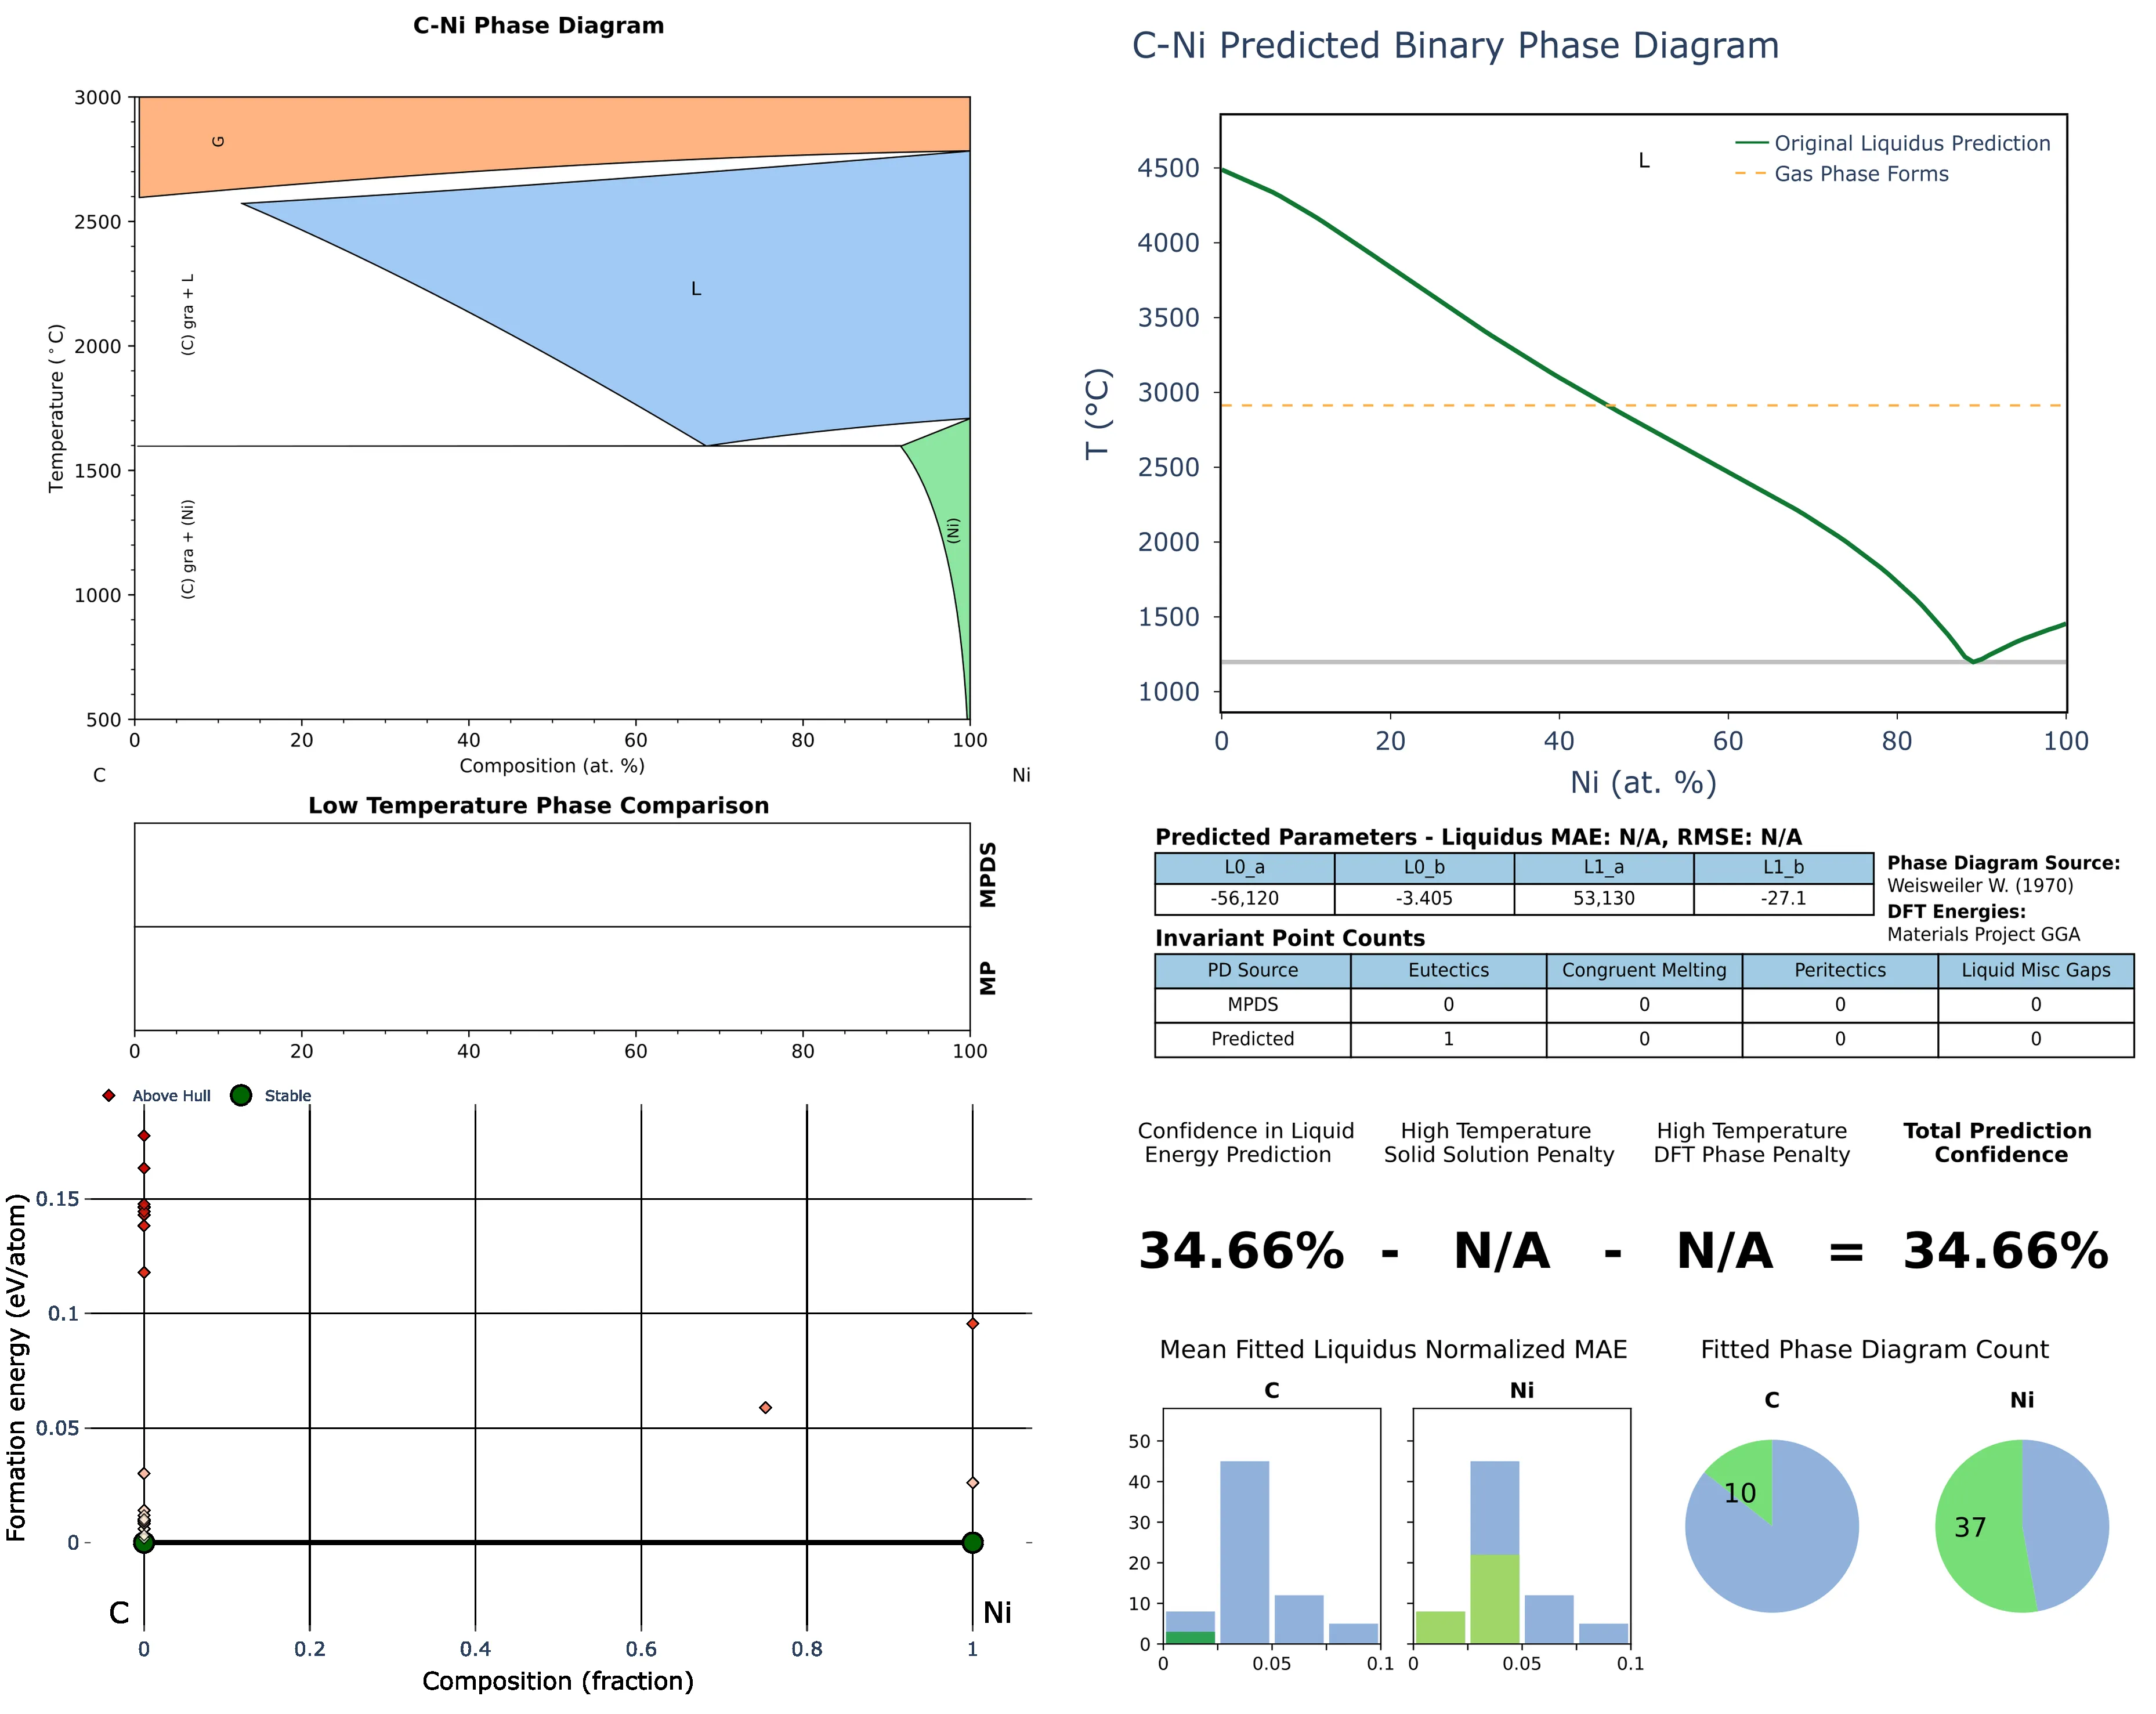 C-Ni Phase Diagram
3000
2500
2000
1500
1000
500
Temperature (°C)
G
L
(C) gra + L
(C) gra + (Ni)
(Ni)
0 20 40 60 80 100
Composition (at. %)
C Ni
Low Temperature Phase Comparison
MPDS
MP
0 20 40 60 80 100
Above Hull Stable
0.15
0.1
0.05
0
Formation energy (eV/atom)
C Ni
0 0.2 0.4 0.6 0.8 1
Composition (fraction)
C-Ni Predicted Binary Phase Diagram
L
Original Liquidus Prediction
Gas Phase Forms
4500
4000
3500
3000
2500
2000
1500
1000
T (°C)
0 20 40 60 80 100
Ni (at. %)
Predicted Parameters - Liquidus MAE: N/A, RMSE: N/A
L0_a L0_b L1_a L1_b
-56,120 -3.405 53,130 -27.1
Phase Diagram Source:
Weisweiler W. (1970)
DFT Energies:
Materials Project GGA
Invariant Point Counts
PD Source Eutectics Congruent Melting Peritectics Liquid Misc Gaps
MPDS 0 0 0 0
Predicted 1 0 0 0
Confidence in Liquid
Energy Prediction
High Temperature
Solid Solution Penalty
High Temperature
DFT Phase Penalty
Total Prediction
Confidence
34.66% - N/A - N/A = 34.66%
Mean Fitted Liquidus Normalized MAE
C Ni
50
40
30
20
10
0
0 0.05 0.1 0 0.05 0.1
Fitted Phase Diagram Count
C Ni
10 37